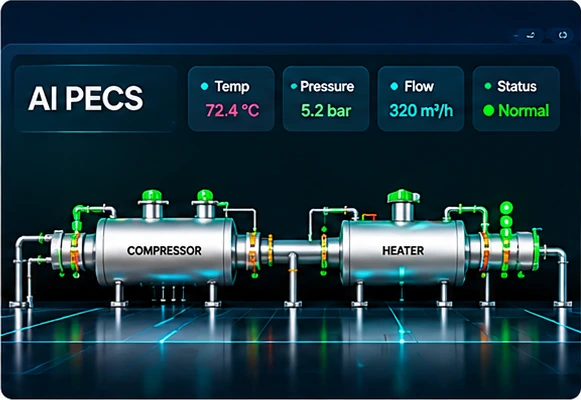 AI PECS
Temp
72.4 °C
Pressure
5.2 bar
Flow
320 m³/h
Status
Normal
COMPRESSOR
HEATER